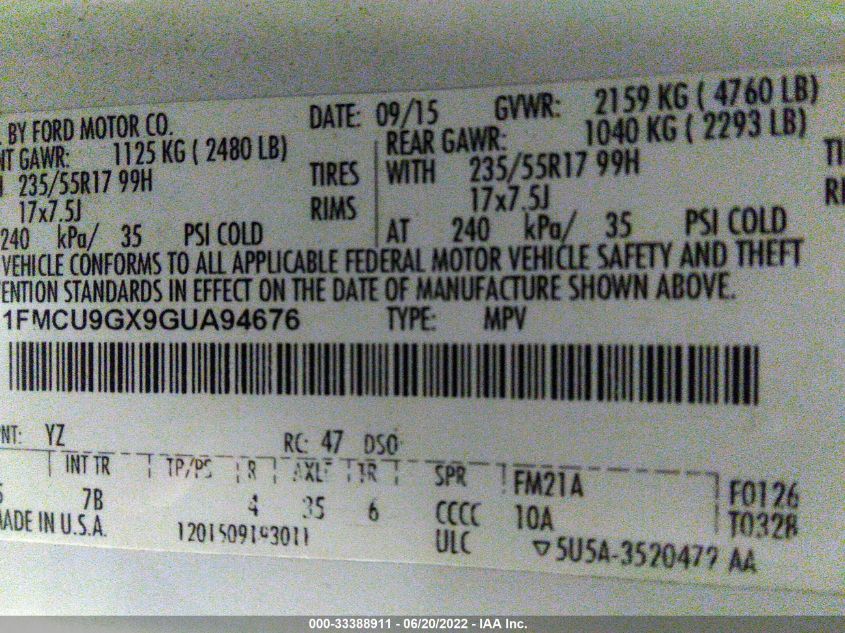 BY FORD MOTOR CO. DATE: 09/15 GVWR: 2159 KG ( 4760 LB)
NT GAWR: 1125 KG ( 2480 LB) REAR GAWR: 1040 KG ( 2293 LB)
235/55R17 99H TIRES WITH 235/55R17 99H TI
17x7.5J RIMS 17x7.5J RI
240 kPa/ 35 PSI COLD AT 240 kPa/ 35 PSI COLD
VEHICLE CONFORMS TO ALL APPLICABLE FEDERAL MOTOR VEHICLE SAFETY AND THEFT
ENTION STANDARDS IN EFFECT ON THE DATE OF MANUFACTURE SHOWN ABOVE.
1FMCU9GX9GUA94676 TYPE: MPV
NT: YZ RC: 47 DSO:
INT TR TP/PS R AXLE TR SPR FM21A F0126
7B 4 35 6 CCCC 10A T0328
ADE IN U.S.A. ULC 5U5A-3520472 AA
000-33388911 - 06/20/2022 - IAA Inc.